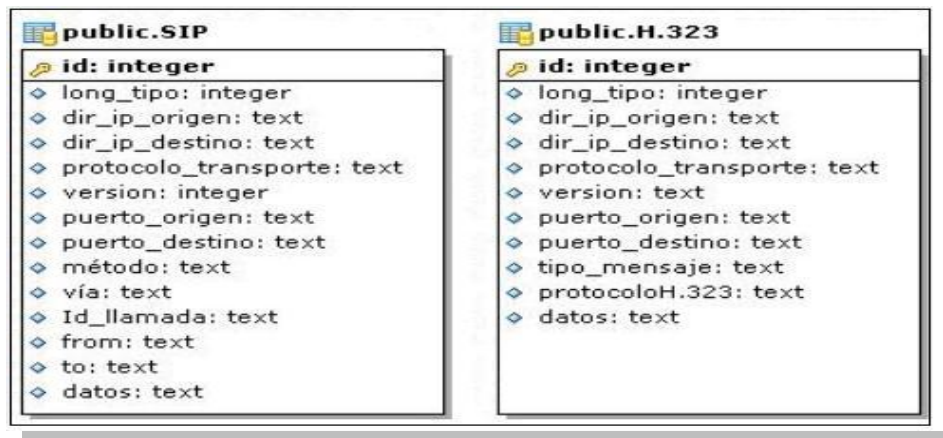 public.SIP
id: integer
long_tipo: integer
dir_ip_origen: text
dir_ip_destino: text
protocolo_transporte: text
version: integer
puerto_origen: text
puerto_destino: text
método: text
vía: text
Id_llamada: text
from: text
to: text
datos: text
public.H.323
id: integer
long_tipo: integer
dir_ip_origen: text
dir_ip_destino: text
protocolo_transporte: text
version: text
puerto_origen: text
puerto_destino: text
tipo_mensaje: text
protocoloH.323: text
datos: text